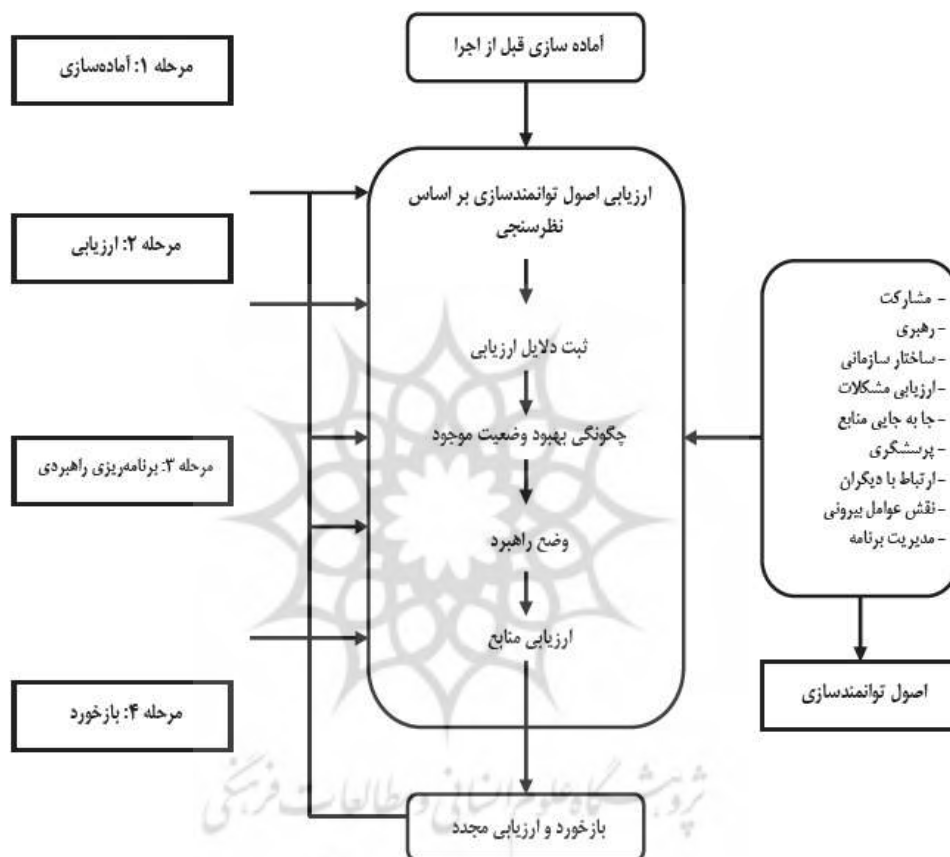 آماده سازی قبل از اجرا
مرحله ۱: آماده‌سازی
ارزیابی اصول توانمندسازی بر اساس
نظرسنجی
مرحله ۲: ارزیابی
- مشارکت
- رهبری
- ساختار سازمانی
- ارزیابی مشکلات
- جا به جایی منابع
- پرسشگری
- ارتباط با دیگران
- نقش عوامل بیرونی
- مدیریت برنامه
ثبت دلایل ارزیابی
چگونگی بهبود وضعیت موجود
مرحله ۳: برنامه‌ریزی راهبردی
وضع راهبرد
ارزیابی منابع
اصول توانمندسازی
مرحله ۴: بازخورد
پژوهشگاه علوم انسانی و مطالعات فرهنگی
بازخورد و ارزیابی مجدد